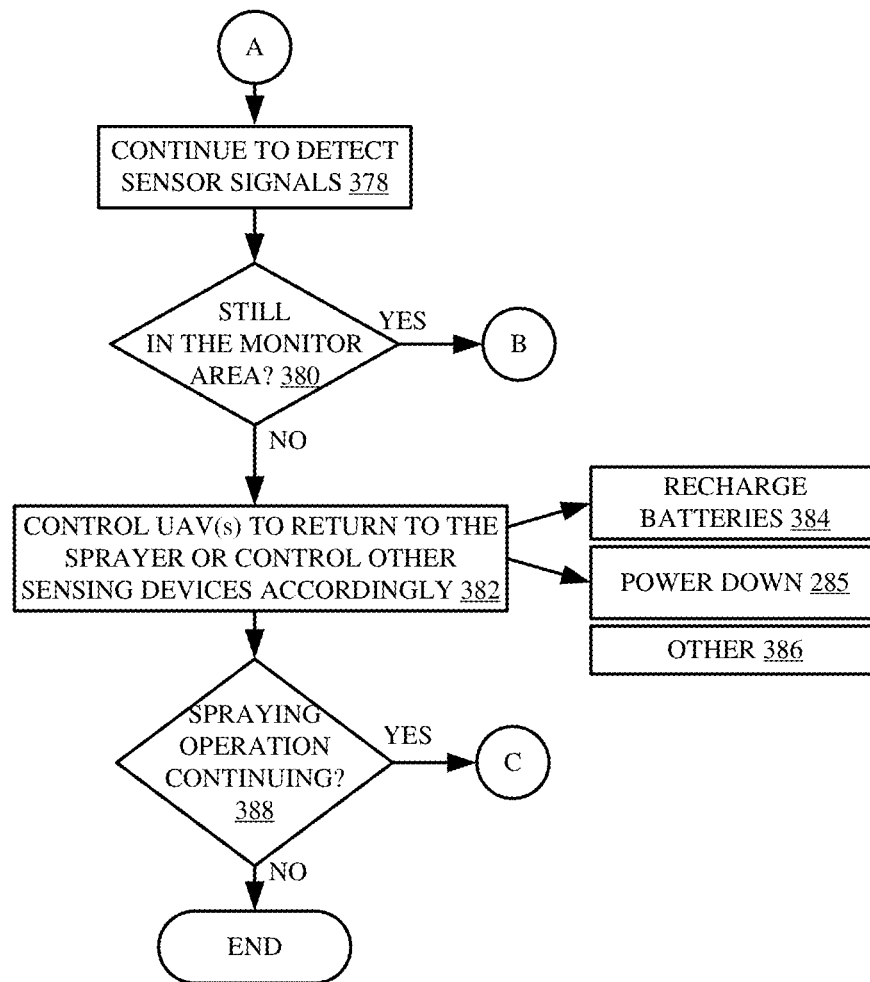 A
CONTINUE TO DETECT
SENSOR SIGNALS 378
STILL
IN THE MONITOR
AREA? 380
YES
B
NO
CONTROL UAV(s) TO RETURN TO THE
SPRAYER OR CONTROL OTHER
SENSING DEVICES ACCORDINGLY 382
RECHARGE
BATTERIES 384
POWER DOWN 285
OTHER 386
SPRAYING
OPERATION
CONTINUING?
388
YES
C
NO
END